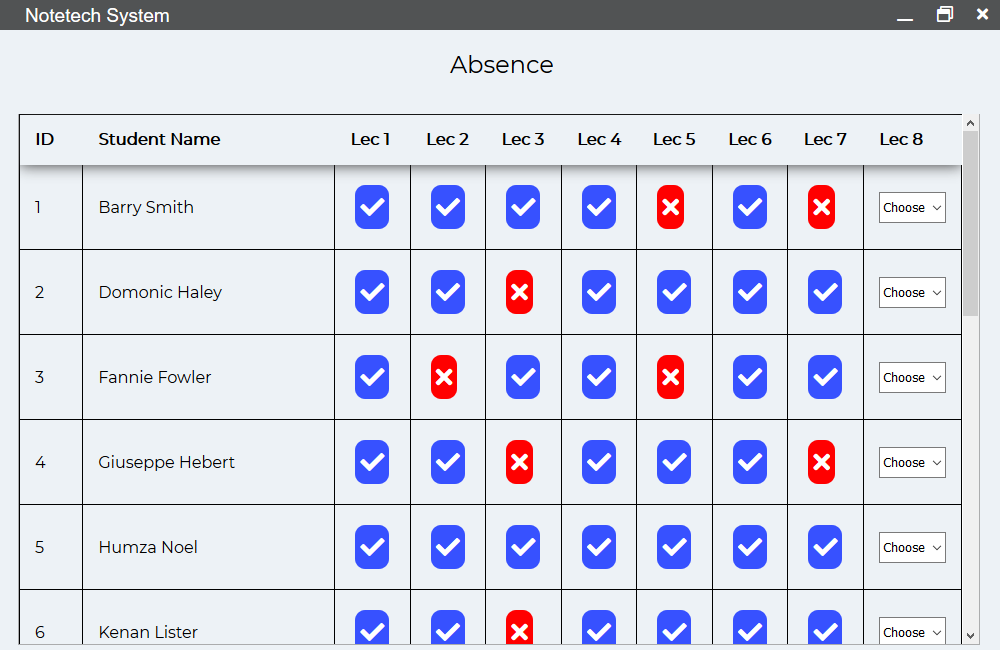 Notetech System
Absence
ID Student Name Lec 1 Lec 2 Lec 3 Lec 4 Lec 5 Lec 6 Lec 7 Lec 8
1 Barry Smith Choose
2 Domonic Haley Choose
3 Fannie Fowler Choose
4 Giuseppe Hebert Choose
5 Humza Noel Choose
6 Kenan Lister Choose